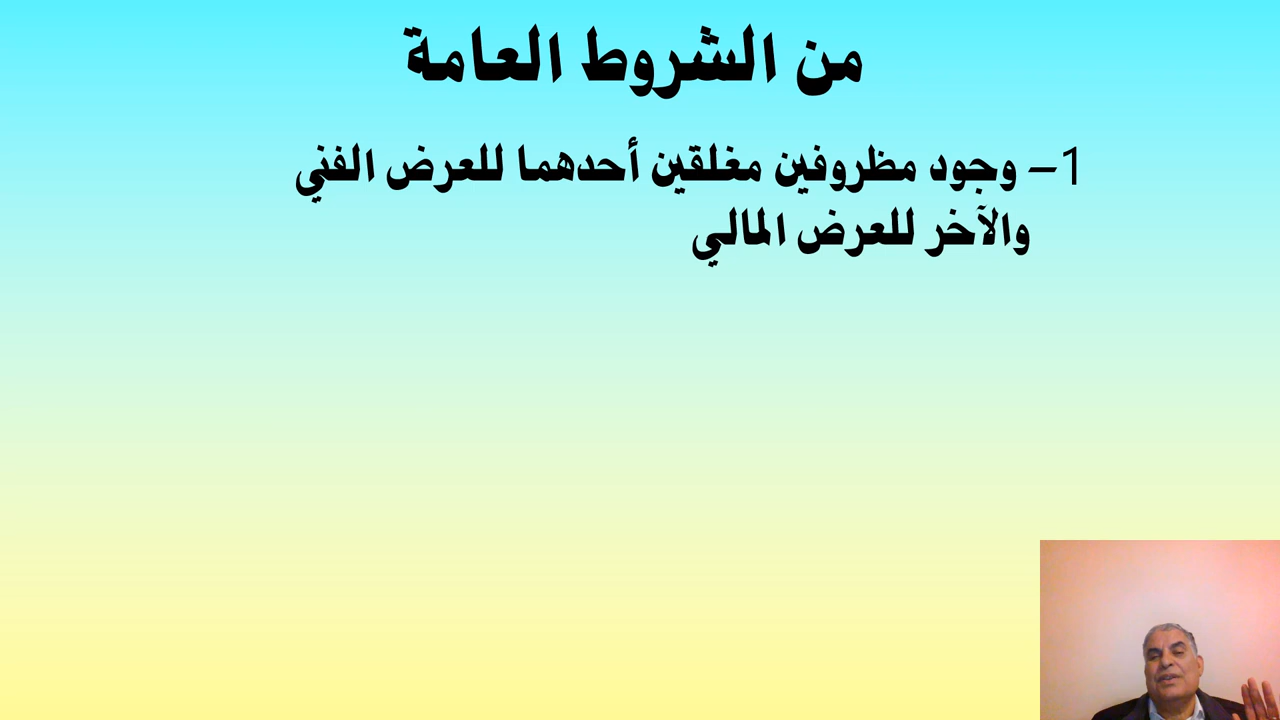 من الشروط العامة
1- وجود مظروفين مغلقين أحدهما للعرض الفني
والآخر للعرض المالي